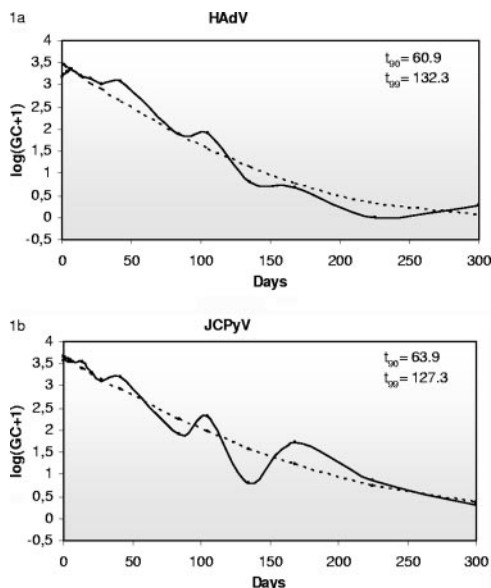 1a
HAdV
t90= 60.9
t99= 132.3
log(GC+1)
4
3,5
3
2,5
2
1,5
1
0,5
0
-0,5
0 50 100 150 200 250 300
Days
1b
JCPyV
t90= 63.9
t99= 127.3
log(GC+1)
4
3,5
3
2,5
2
1,5
1
0,5
0
-0,5
0 50 100 150 200 250 300
Days